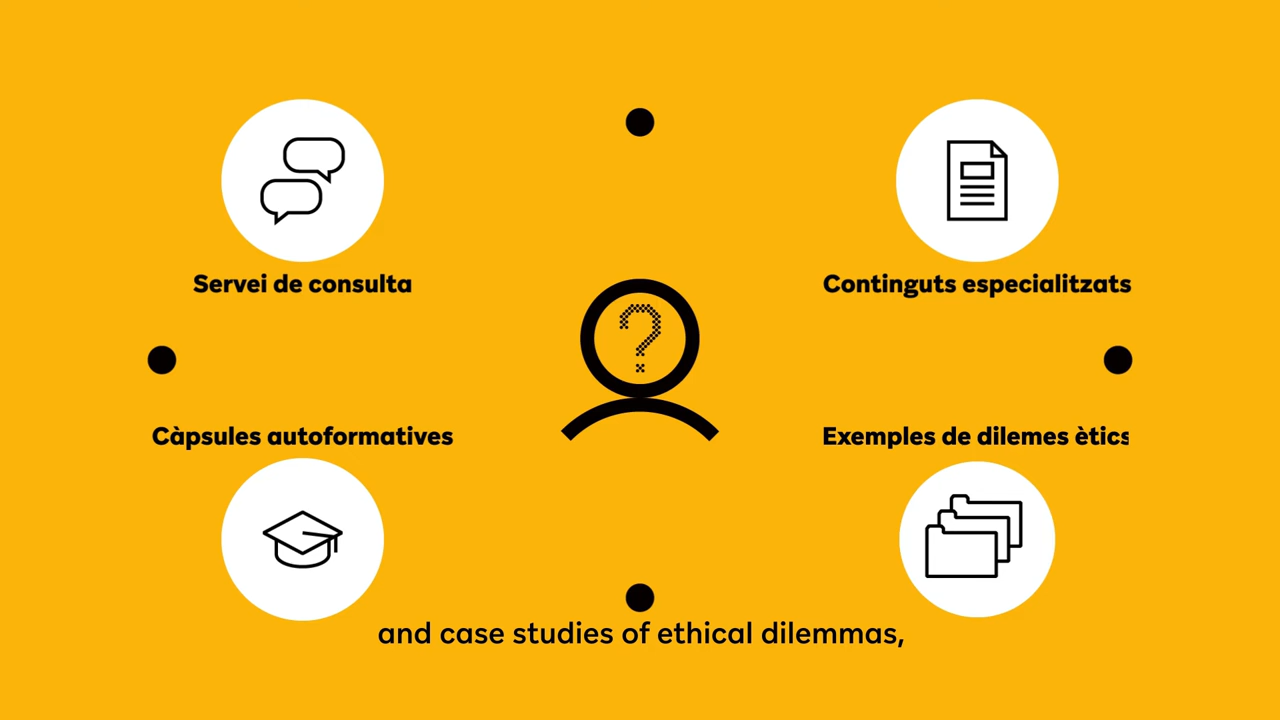 Servei de consulta
Continguts especialitzats
?
Càpsules autoformatives
Exemples de dilemes ètics
and case studies of ethical dilemmas,